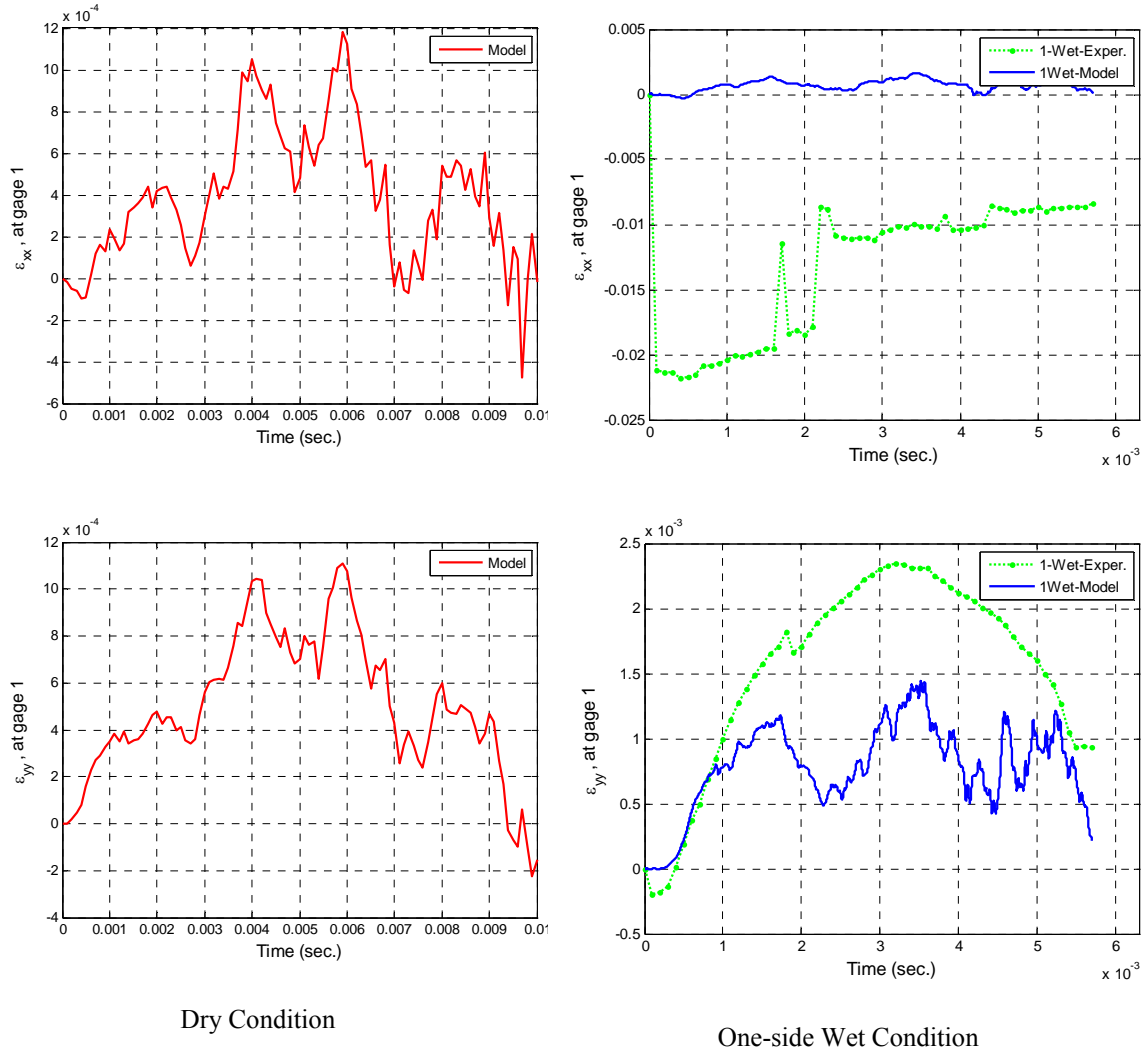 x 10-4
12
10
8
6
4
2
0
-2
-4
-6
εxx, at gage 1
Model
0 0.001 0.002 0.003 0.004 0.005 0.006 0.007 0.008 0.009 0.01
Time (sec.)
0.005
0
-0.005
-0.01
-0.015
-0.02
-0.025
εxx, at gage 1
1-Wet-Exper.
1Wet-Model
0 1 2 3 4 5 6
Time (sec.)
x 10-3
x 10-4
12
10
8
6
4
2
0
-2
-4
εyy, at gage 1
Model
0 0.001 0.002 0.003 0.004 0.005 0.006 0.007 0.008 0.009 0.01
Time (sec.)
x 10-3
2.5
2
1.5
1
0.5
0
-0.5
εyy, at gage 1
1-Wet-Exper.
1Wet-Model
0 1 2 3 4 5 6
Time (sec.)
x 10-3
Dry Condition
One-side Wet Condition